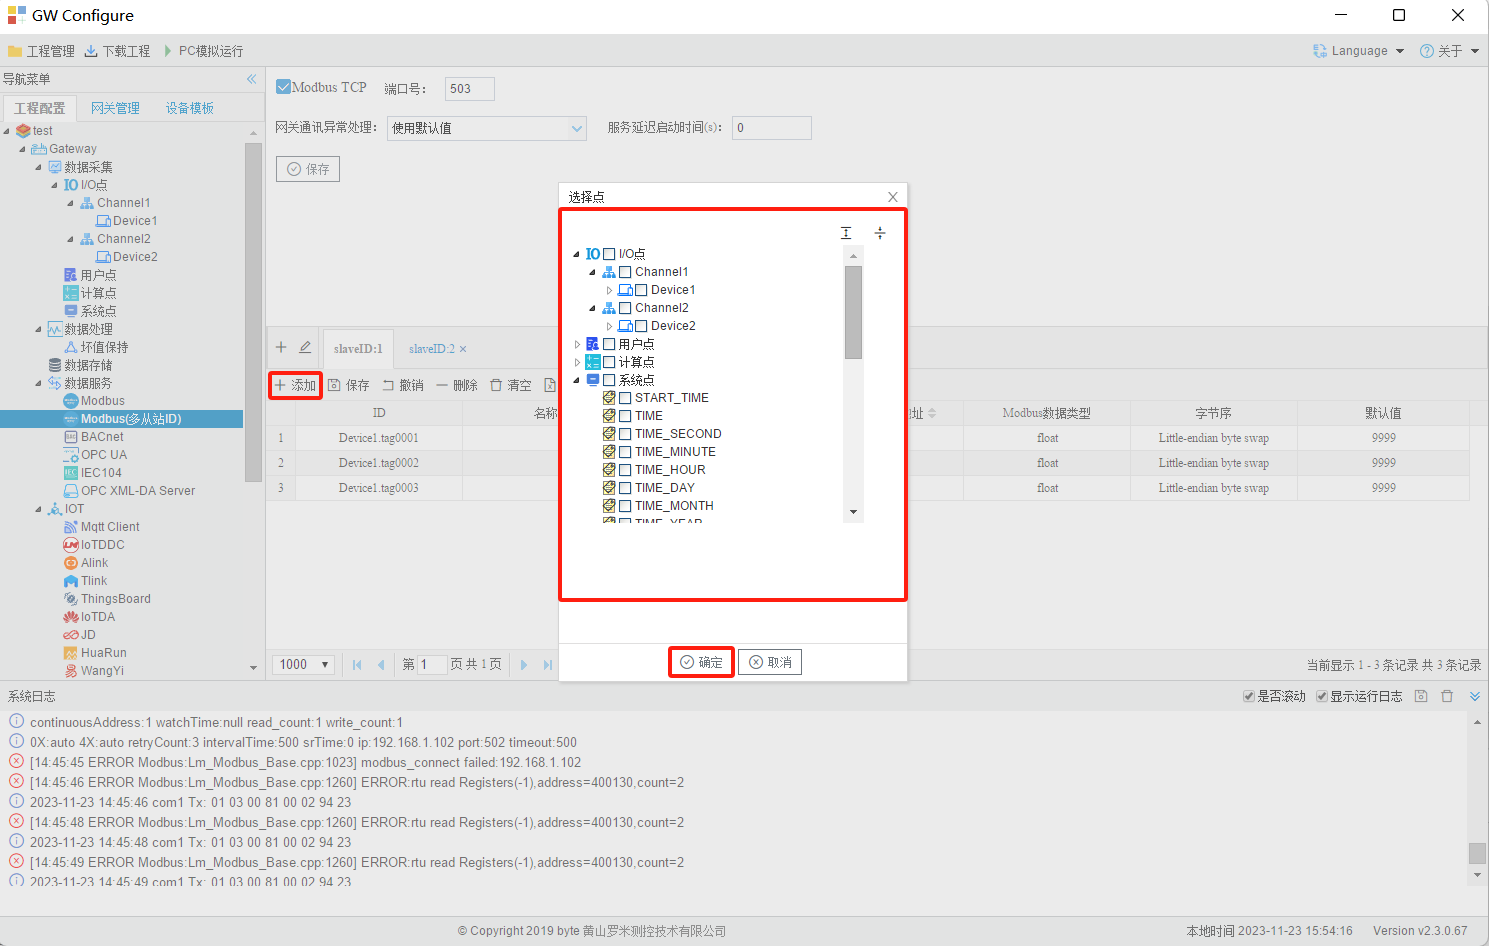 GW Configure
工程管理 下载工程 PC模拟运行 Language 关于
导航菜单
工程配置 网关管理 设备模板
test
Gateway
数据采集
I/O点
Channel1
Device1
Channel2
Device2
用户点
计算点
系统点
数据处理
坏值保持
数据存储
数据服务
Modbus
Modbus(多从站ID)
BACnet
OPC UA
IEC104
OPC XML-DA Server
IOT
Mqtt Client
IoTDDC
Alink
Tlink
ThingsBoard
IoTDA
JD
HuaRun
WangYi
Modbus TCP 端口号： 503
网关通讯异常处理： 使用默认值 服务延迟启动时间(s)： 0
保存
slaveID:1 slaveID:2 ×
添加 保存 撤销 删除 清空
ID 名称 址 Modbus数据类型 字节序 默认值
1 Device1.tag0001 float Little-endian byte swap 9999
2 Device1.tag0002 float Little-endian byte swap 9999
3 Device1.tag0003 float Little-endian byte swap 9999
选择点
IO I/O点
Channel1
Device1
Channel2
Device2
用户点
计算点
系统点
START_TIME
TIME
TIME_SECOND
TIME_MINUTE
TIME_HOUR
TIME_DAY
TIME_MONTH
TIME_YEAR
确定 取消
1000 第 1 页 共 1 页 当前显示 1 - 3 条记录 共 3 条记录
系统日志 是否滚动 显示运行日志
continuousAddress:1 watchTime:null read_count:1 write_count:1
0X:auto 4X:auto retryCount:3 intervalTime:500 srTime:0 ip:192.168.1.102 port:502 timeout:500
[14:45:45 ERROR Modbus:Lm_Modbus_Base.cpp:1023] modbus_connect failed:192.168.1.102
[14:45:46 ERROR Modbus:Lm_Modbus_Base.cpp:1260] ERROR:rtu read Registers(-1),address=400130,count=2
2023-11-23 14:45:46 com1 Tx: 01 03 00 81 00 02 94 23
[14:45:48 ERROR Modbus:Lm_Modbus_Base.cpp:1260] ERROR:rtu read Registers(-1),address=400130,count=2
2023-11-23 14:45:48 com1 Tx: 01 03 00 81 00 02 94 23
[14:45:49 ERROR Modbus:Lm_Modbus_Base.cpp:1260] ERROR:rtu read Registers(-1),address=400130,count=2
2023-11-23 14:45:49 com1 Tx: 01 03 00 81 00 02 94 23
© Copyright 2019 byte 黄山罗米测控技术有限公司 本地时间 2023-11-23 15:54:16 Version v2.3.0.67